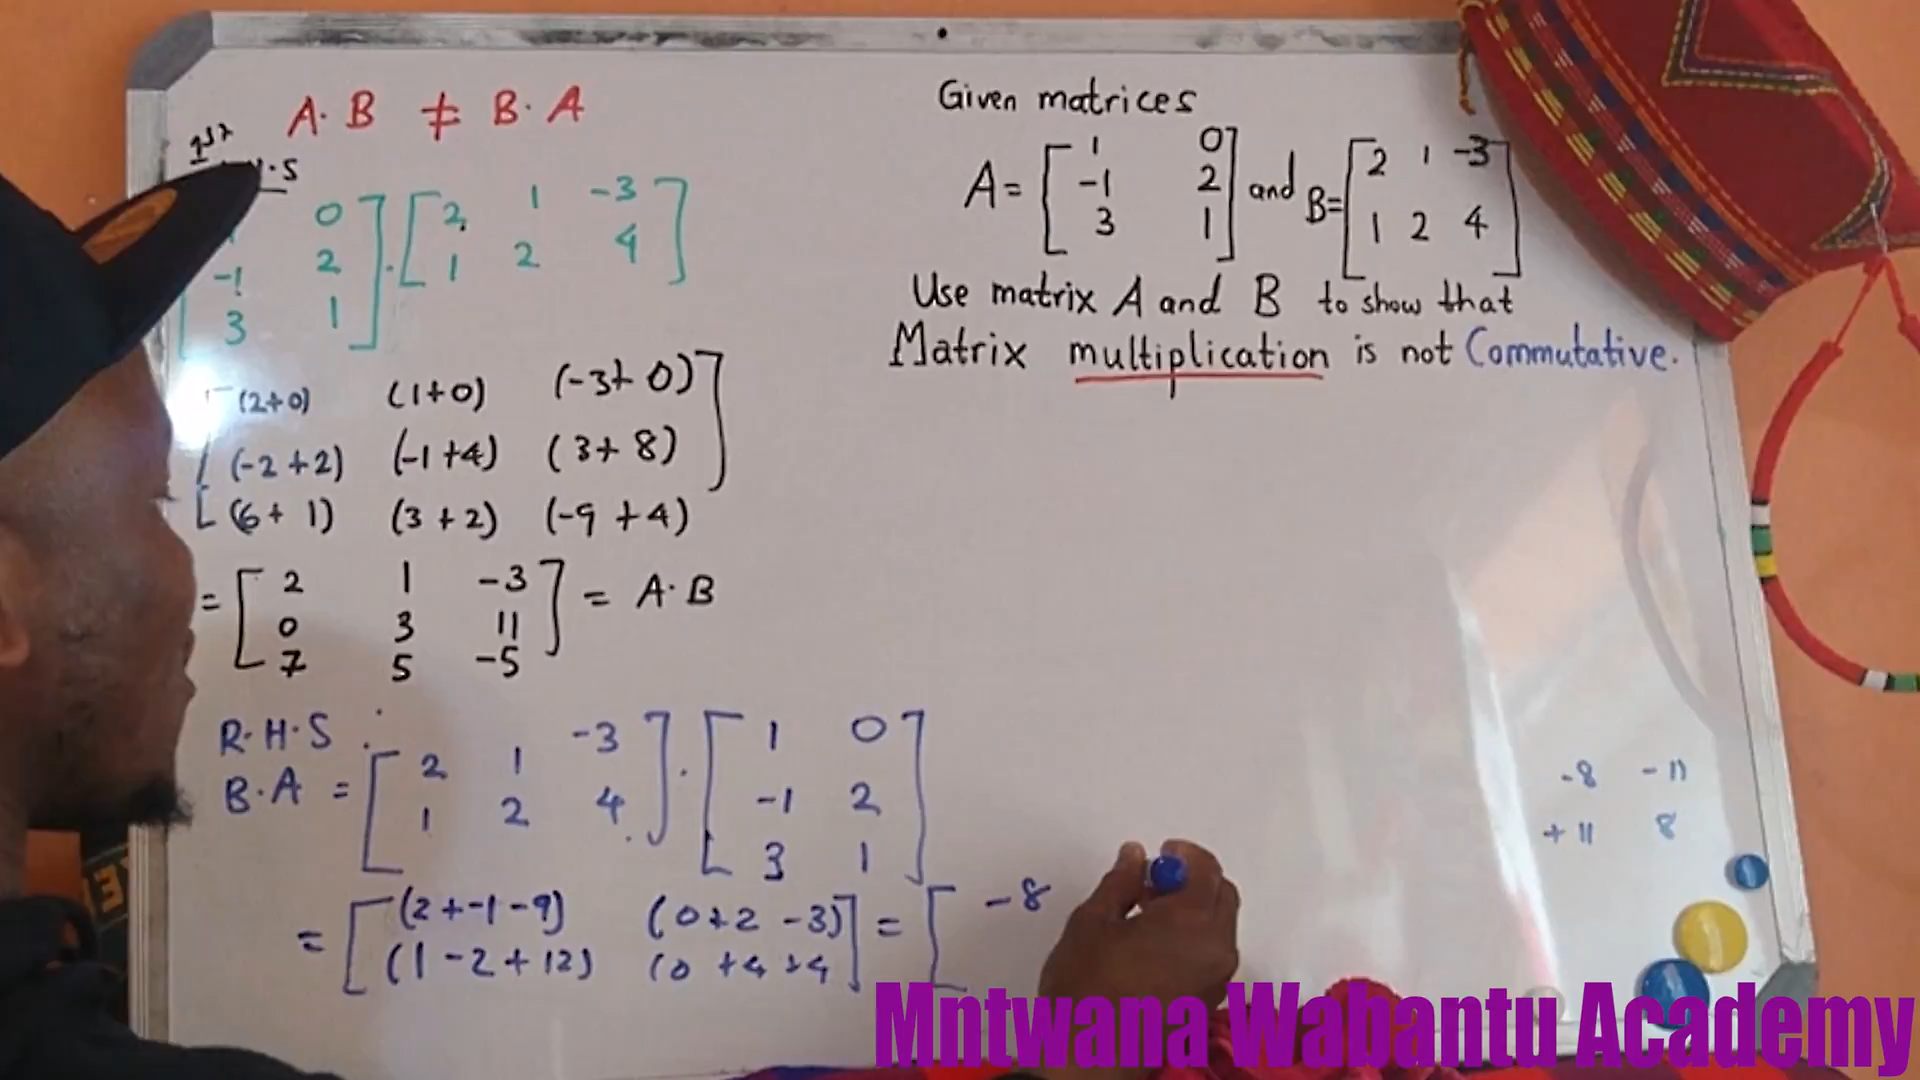 A. B ≠ B. A
1st
.S
0 ] [ 2 1 -3 ]
-1 2 . 1 2 4
3 1
(2+0) (1+0) (-3+0)
(-2+2) (-1+4) (3+8)
(6+1) (3+2) (-9+4)
= [ 2 1 -3 ] = A.B
0 3 11
7 5 -5
R.H.S :
B.A = [ 2 1 -3 ] . [ 1 0 ]
1 2 4 -1 2
3 1
= [ (2+-1-9) (0+2-3) ] = [ -8
(1-2+12) (0+4+4
Given matrices
A = [ 1 0 ] and B= [ 2 1 -3 ]
-1 2
3 1 1 2 4
Use matrix A and B to show that
Matrix multiplication is not Commutative.
-8 -11
+11 8
Mntwana Wabantu Academy